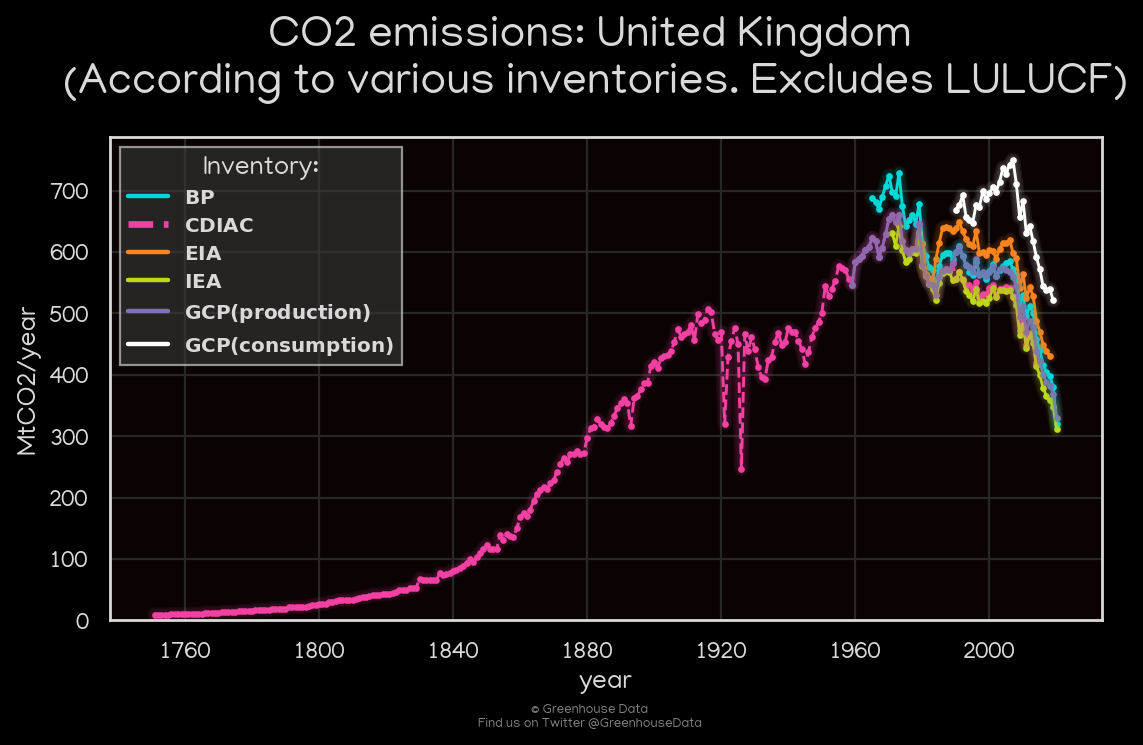 CO2 emissions: United Kingdom
(According to various inventories. Excludes LULUCF)
Inventory:
BP
CDIAC
EIA
IEA
GCP(production)
GCP(consumption)
MtCO2/year
700
600
500
400
300
200
100
0
1760 1800 1840 1880 1920 1960 2000
year
© Greenhouse Data
Find us on Twitter @GreenhouseData